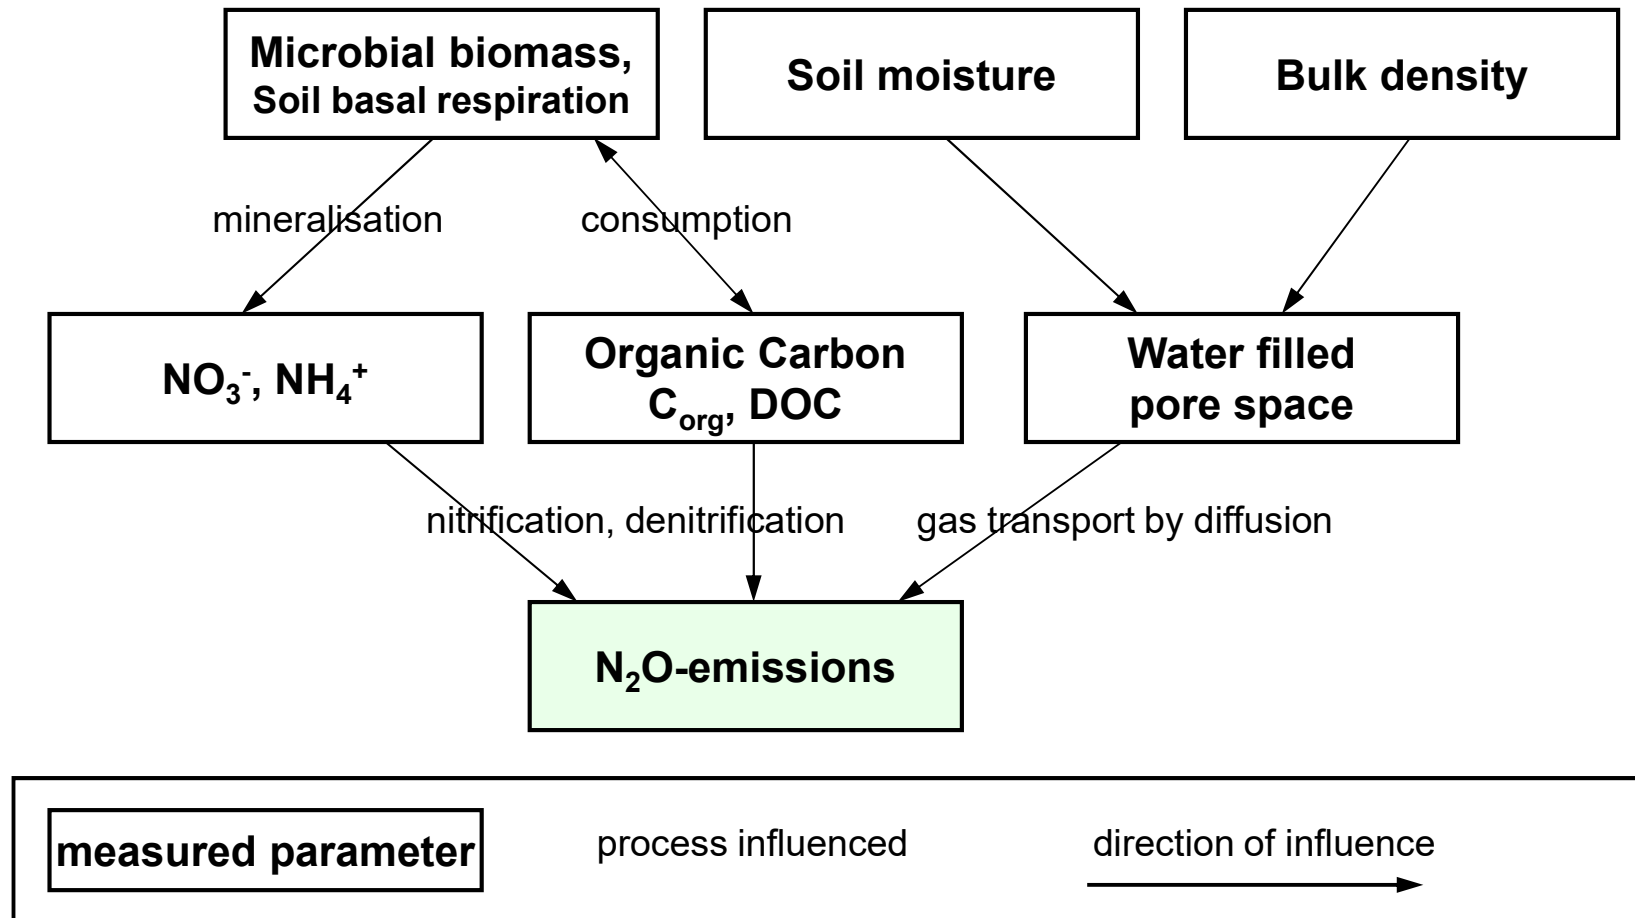 Microbial biomass,
Soil basal respiration
Soil moisture
Bulk density
mineralisation
consumption
NO₃⁻, NH₄⁺
Organic Carbon
C_org, DOC
Water filled
pore space
nitrification, denitrification
gas transport by diffusion
N₂O-emissions
measured parameter
process influenced
direction of influence